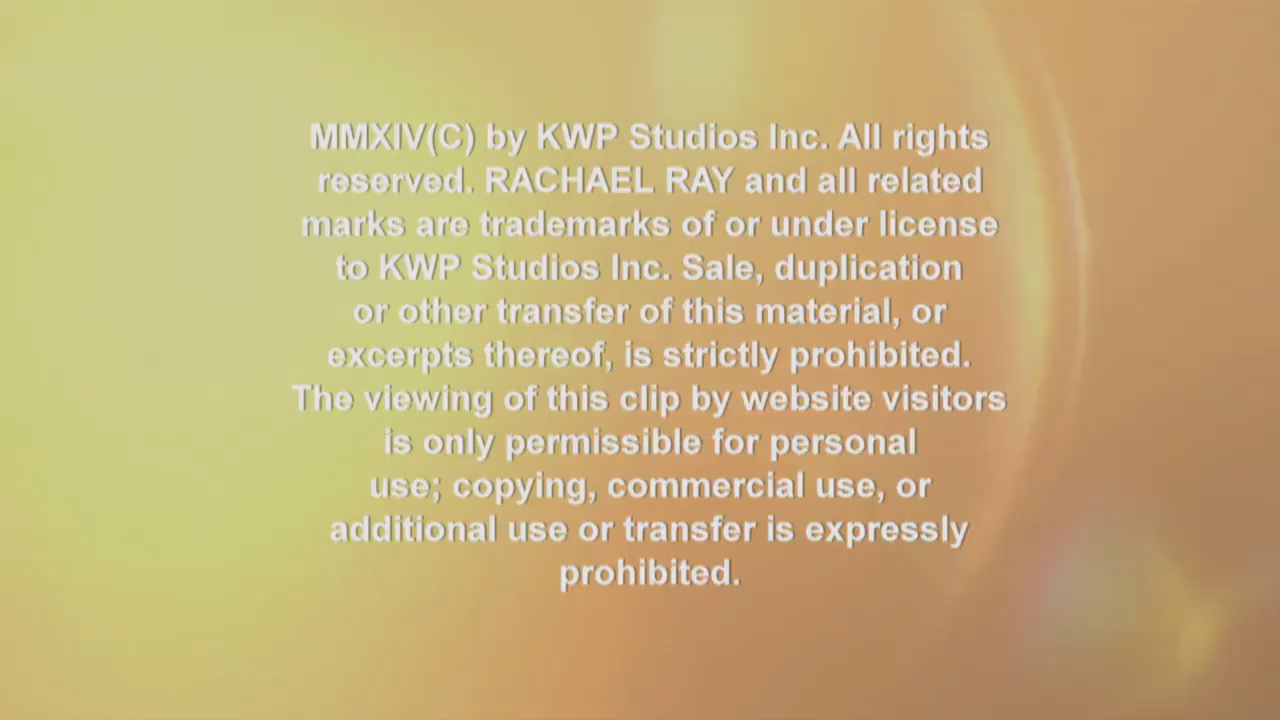 MMXIV(C) by KWP Studios Inc. All rights
reserved. RACHAEL RAY and all related
marks are trademarks of or under license
to KWP Studios Inc. Sale, duplication
or other transfer of this material, or
excerpts thereof, is strictly prohibited.
The viewing of this clip by website visitors
is only permissible for personal
use; copying, commercial use, or
additional use or transfer is expressly
prohibited.